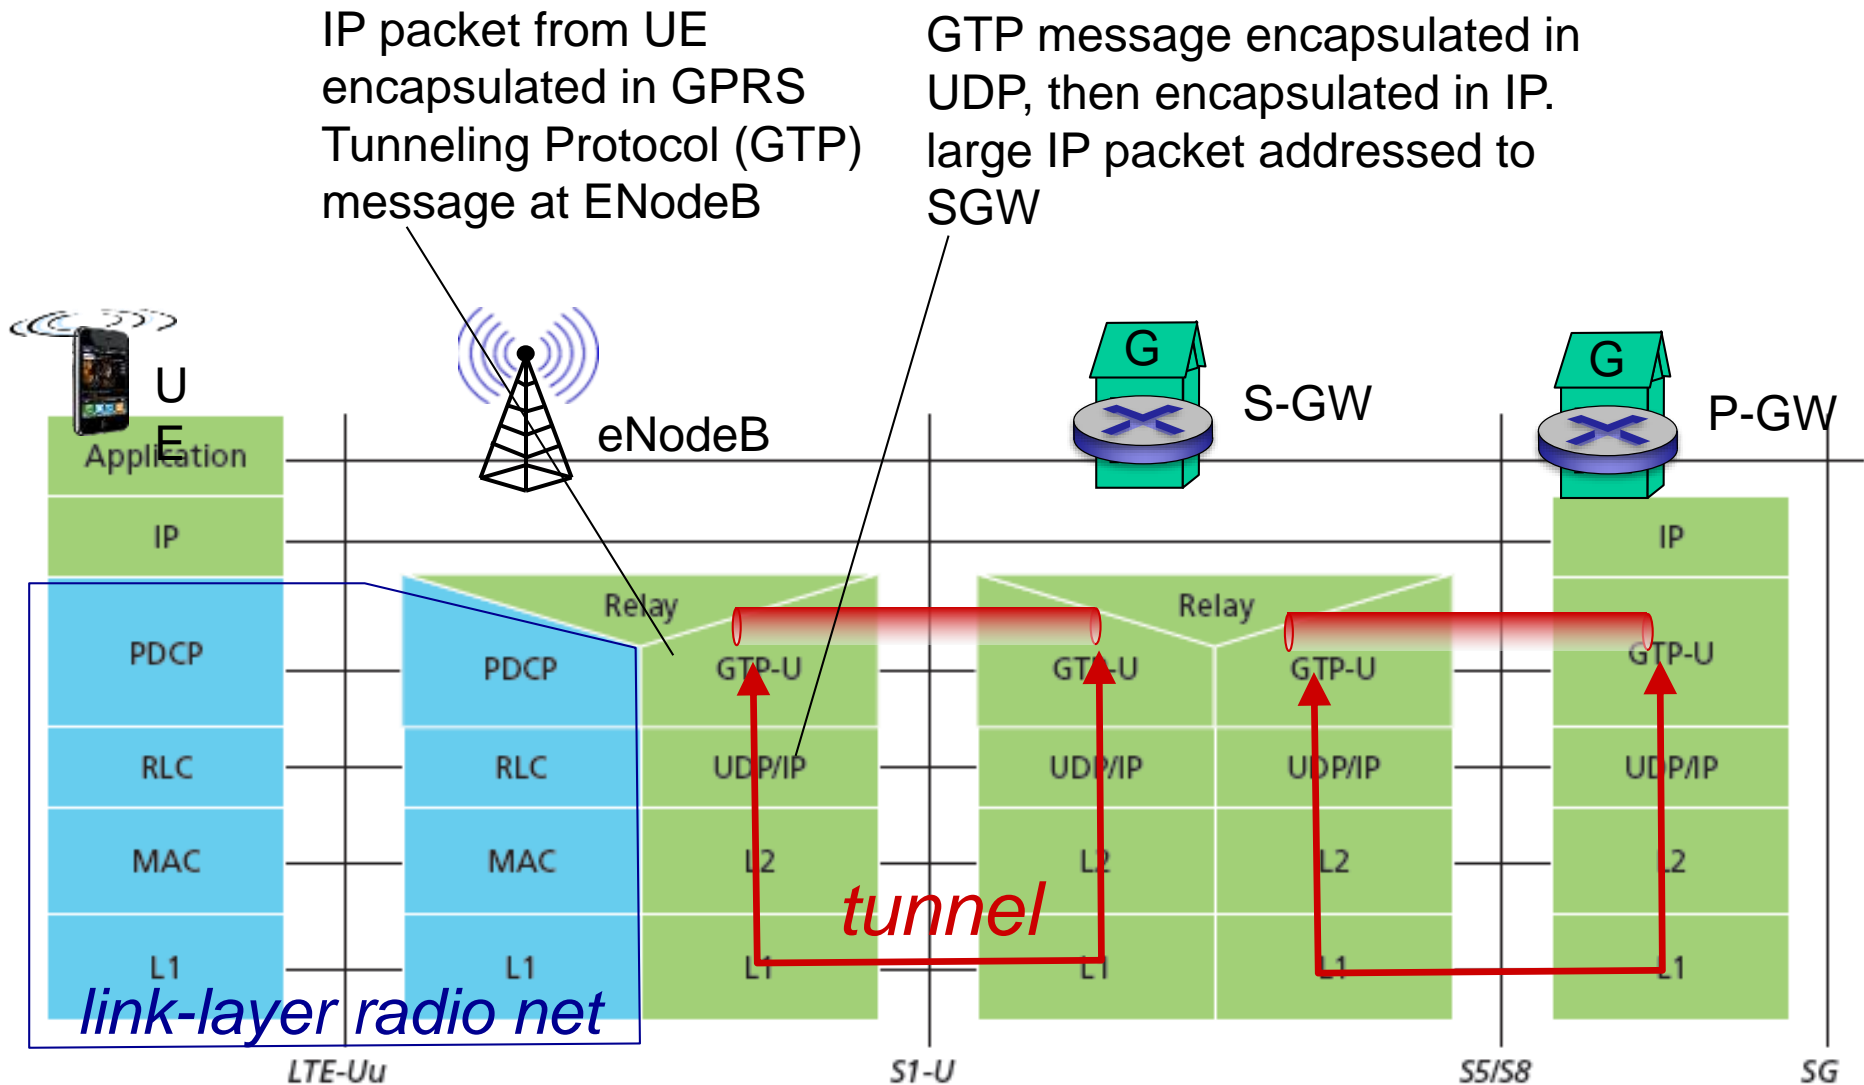 IP packet from UE
encapsulated in GPRS
Tunneling Protocol (GTP)
message at ENodeB
GTP message encapsulated in
UDP, then encapsulated in IP.
large IP packet addressed to
SGW
U
E
eNodeB
G
S-GW
G
P-GW
Application
IP
IP
Relay
Relay
PDCP
PDCP
GTP-U
GTP-U
GTP-U
GTP-U
RLC
RLC
UDP/IP
UDP/IP
UDP/IP
UDP/IP
MAC
MAC
L2
L2
L2
L2
tunnel
L1
L1
L1
L1
L1
L1
link-layer radio net
LTE-Uu
S1-U
S5/S8
SG